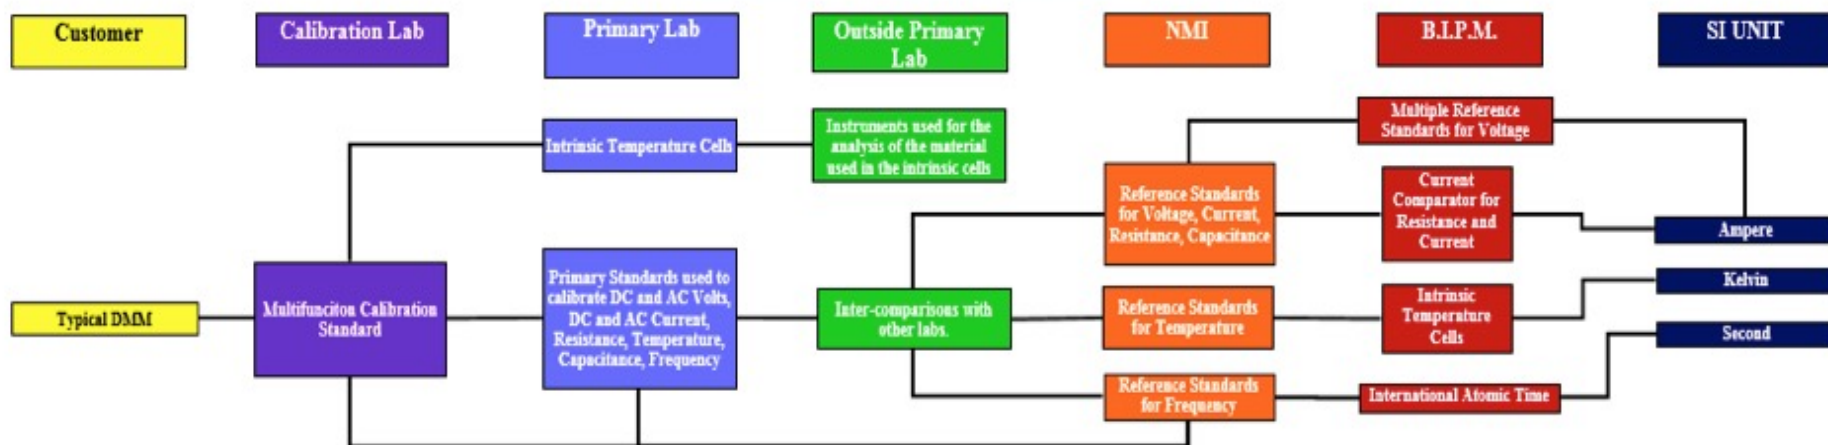 Customer
Calibration Lab
Primary Lab
Outside Primary
Lab
NMI
B.I.P.M.
SI UNIT
Intrinsic Temperature Cells
Instruments used for the
analysis of the material
used in the intrinsic cells
Multiple Reference
Standards for Voltage
Reference Standards
for Voltage, Current,
Resistance, Capacitance
Current
Comparator for
Resistance and
Current
Ampere
Typical DMM
Multifunciton Calibration
Standard
Primary Standards used to
calibrate DC and AC Volts,
DC and AC Current,
Resistance, Temperature,
Capacitance, Frequency
Inter-comparisons with
other labs.
Reference Standards
for Temperature
Intrinsic
Temperature
Cells
Kelvin
Second
Reference Standards
for Frequency
International Atomic Time